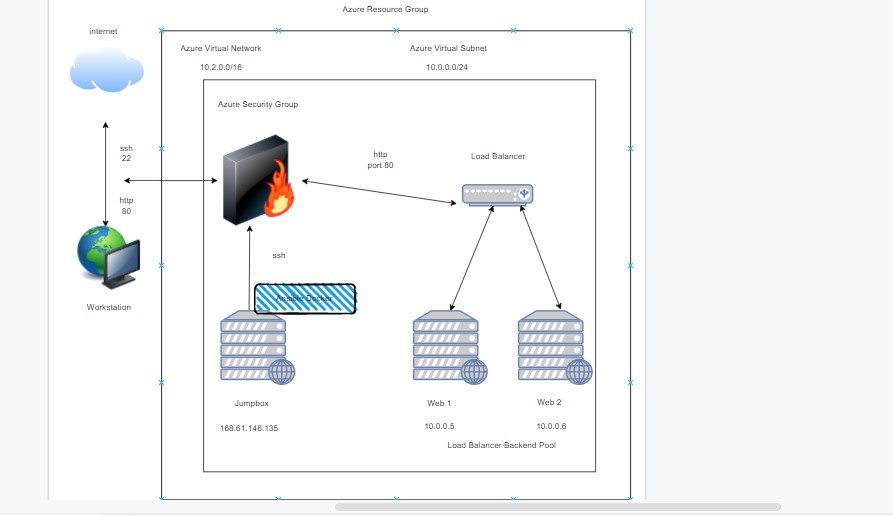 Azure Resource Group
internet
Azure Virtual Network
Azure Virtual Subnet
10.2.0.0/16
10.0.0.0/24
Azure Security Group
ssh
22
http
port 80
Load Balancer
http
80
ssh
Ansible Docker
Workstation
Jumpbox
Web 1
Web 2
168.61.146.135
10.0.0.5
10.0.0.6
Load Balancer Backend Pool